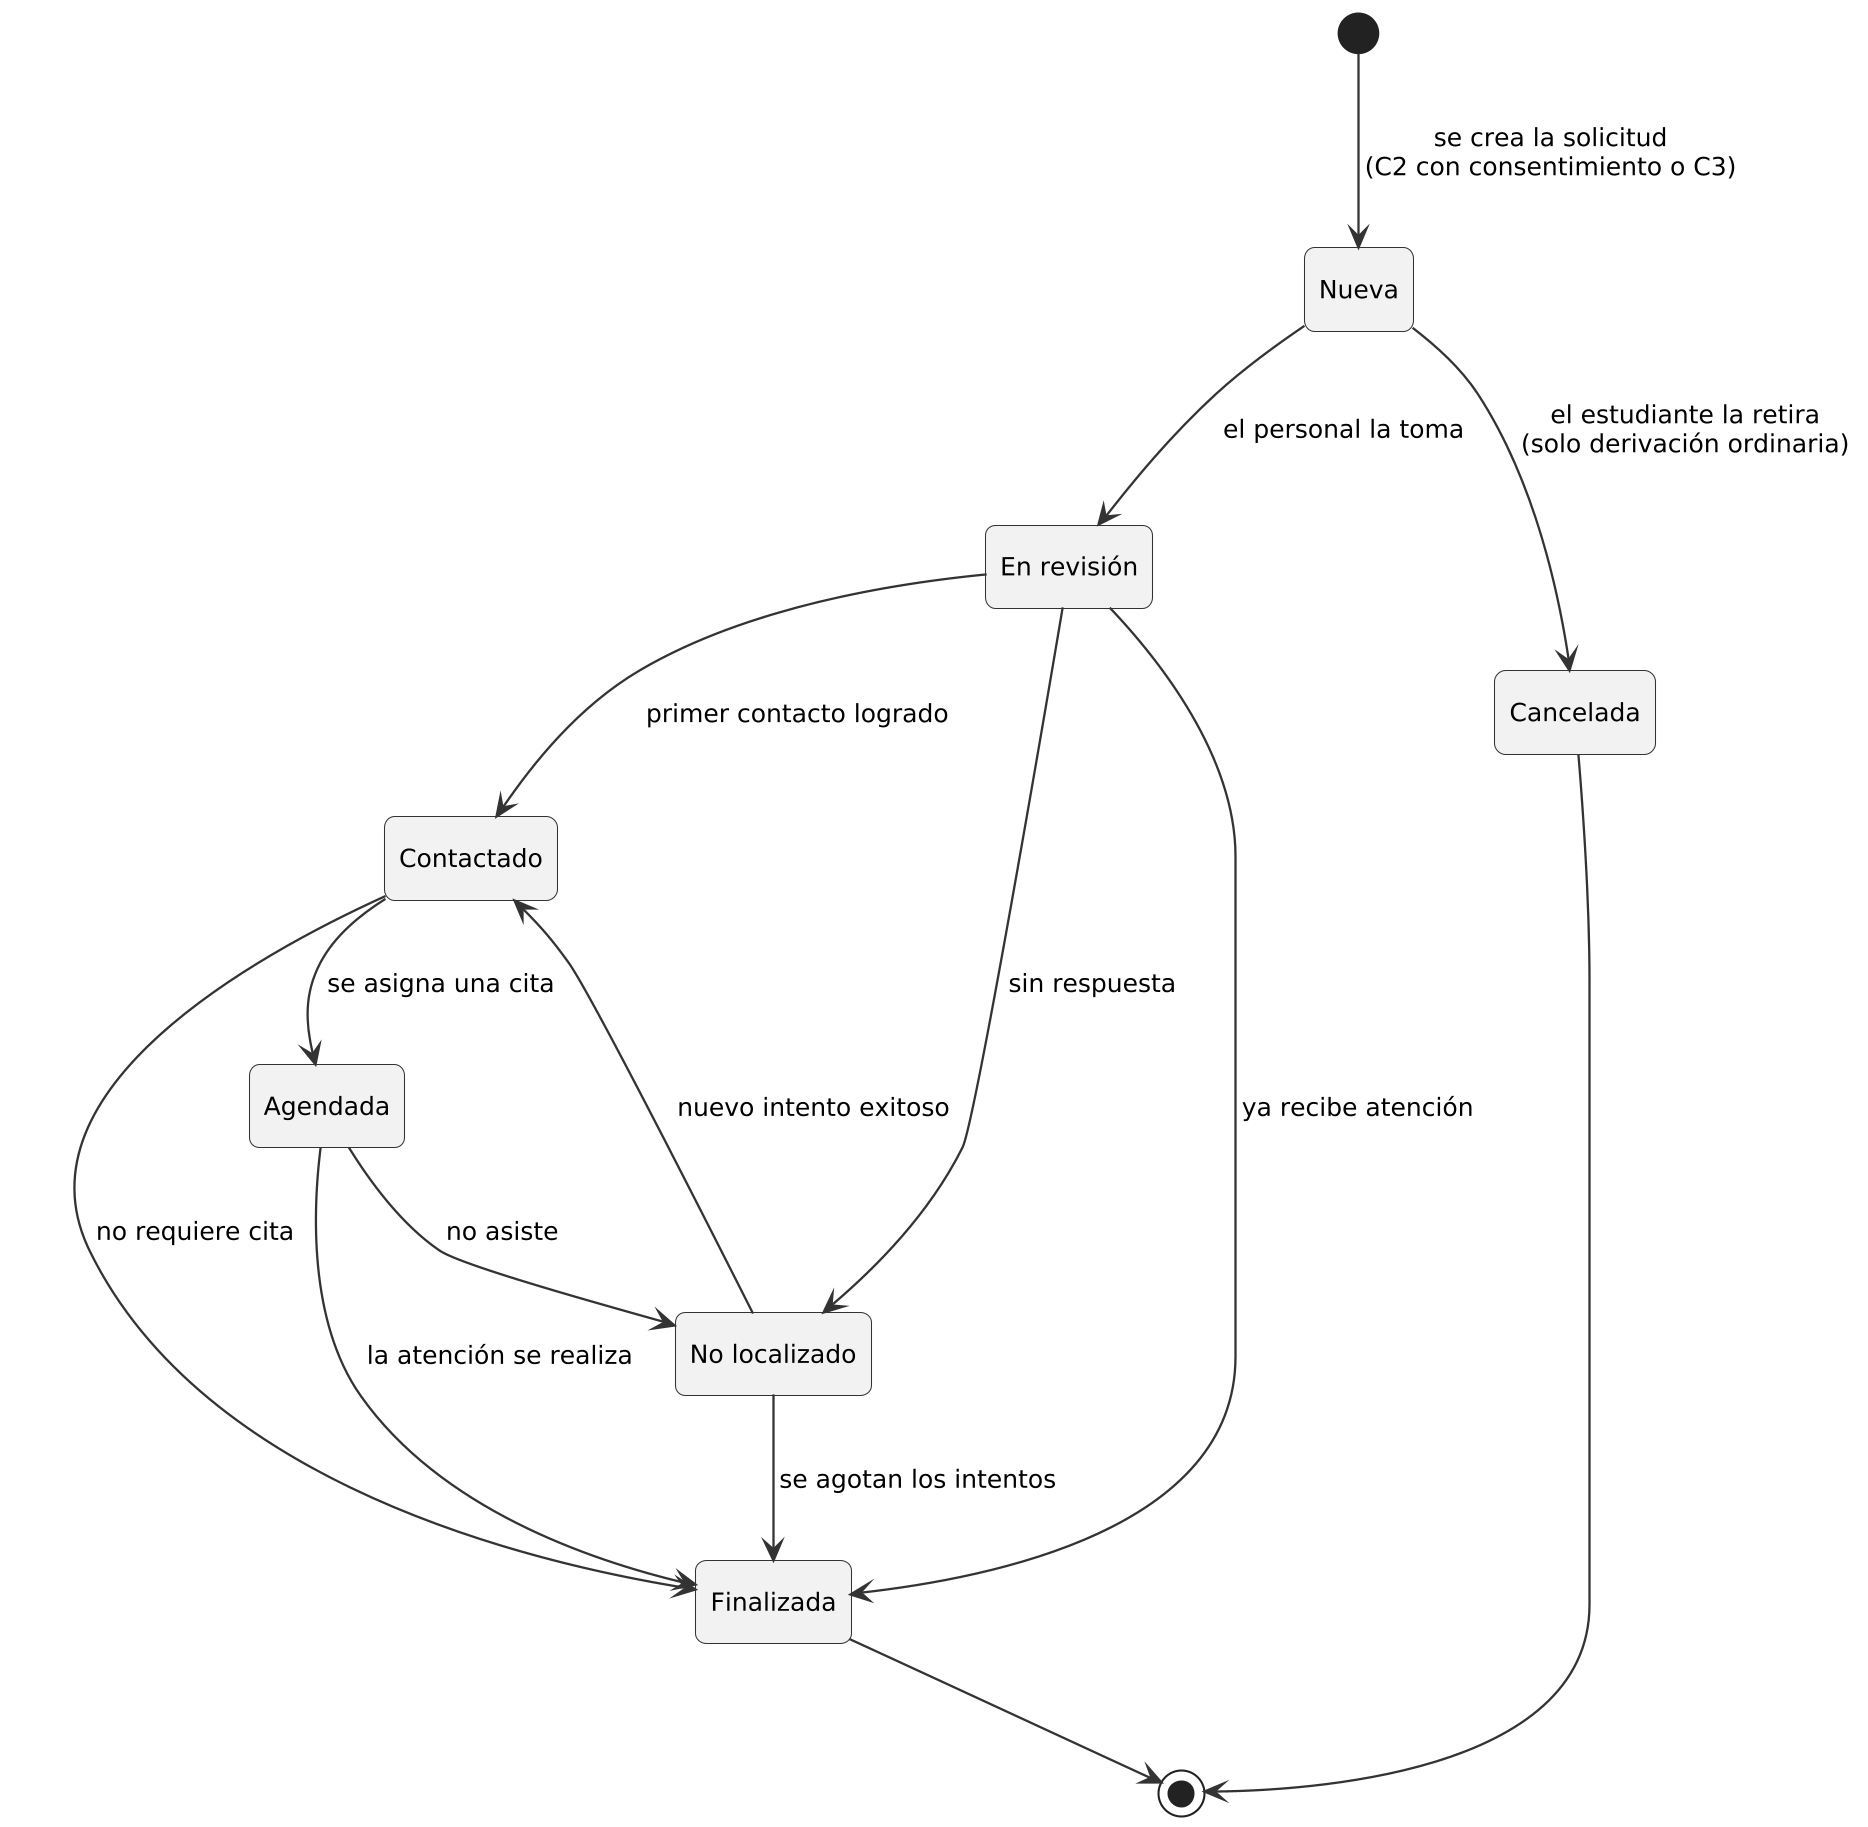 se crea la solicitud
(C2 con consentimiento o C3)
Nueva
el estudiante la retira
(solo derivación ordinaria)
el personal la toma
En revisión
Cancelada
primer contacto logrado
Contactado
se asigna una cita
sin respuesta
Agendada
nuevo intento exitoso
ya recibe atención
no requiere cita
no asiste
la atención se realiza
No localizado
se agotan los intentos
Finalizada